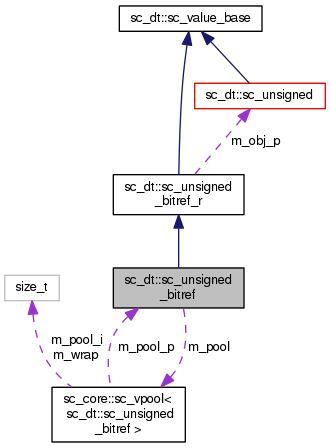 sc_dt::sc_value_base
sc_dt::sc_unsigned
m_obj_p
sc_dt::sc_unsigned
_bitref_r
size_t
sc_dt::sc_unsigned
_bitref
m_pool_i
m_wrap
m_pool_p
m_pool
sc_core::sc_vpool<
sc_dt::sc_unsigned
_bitref >